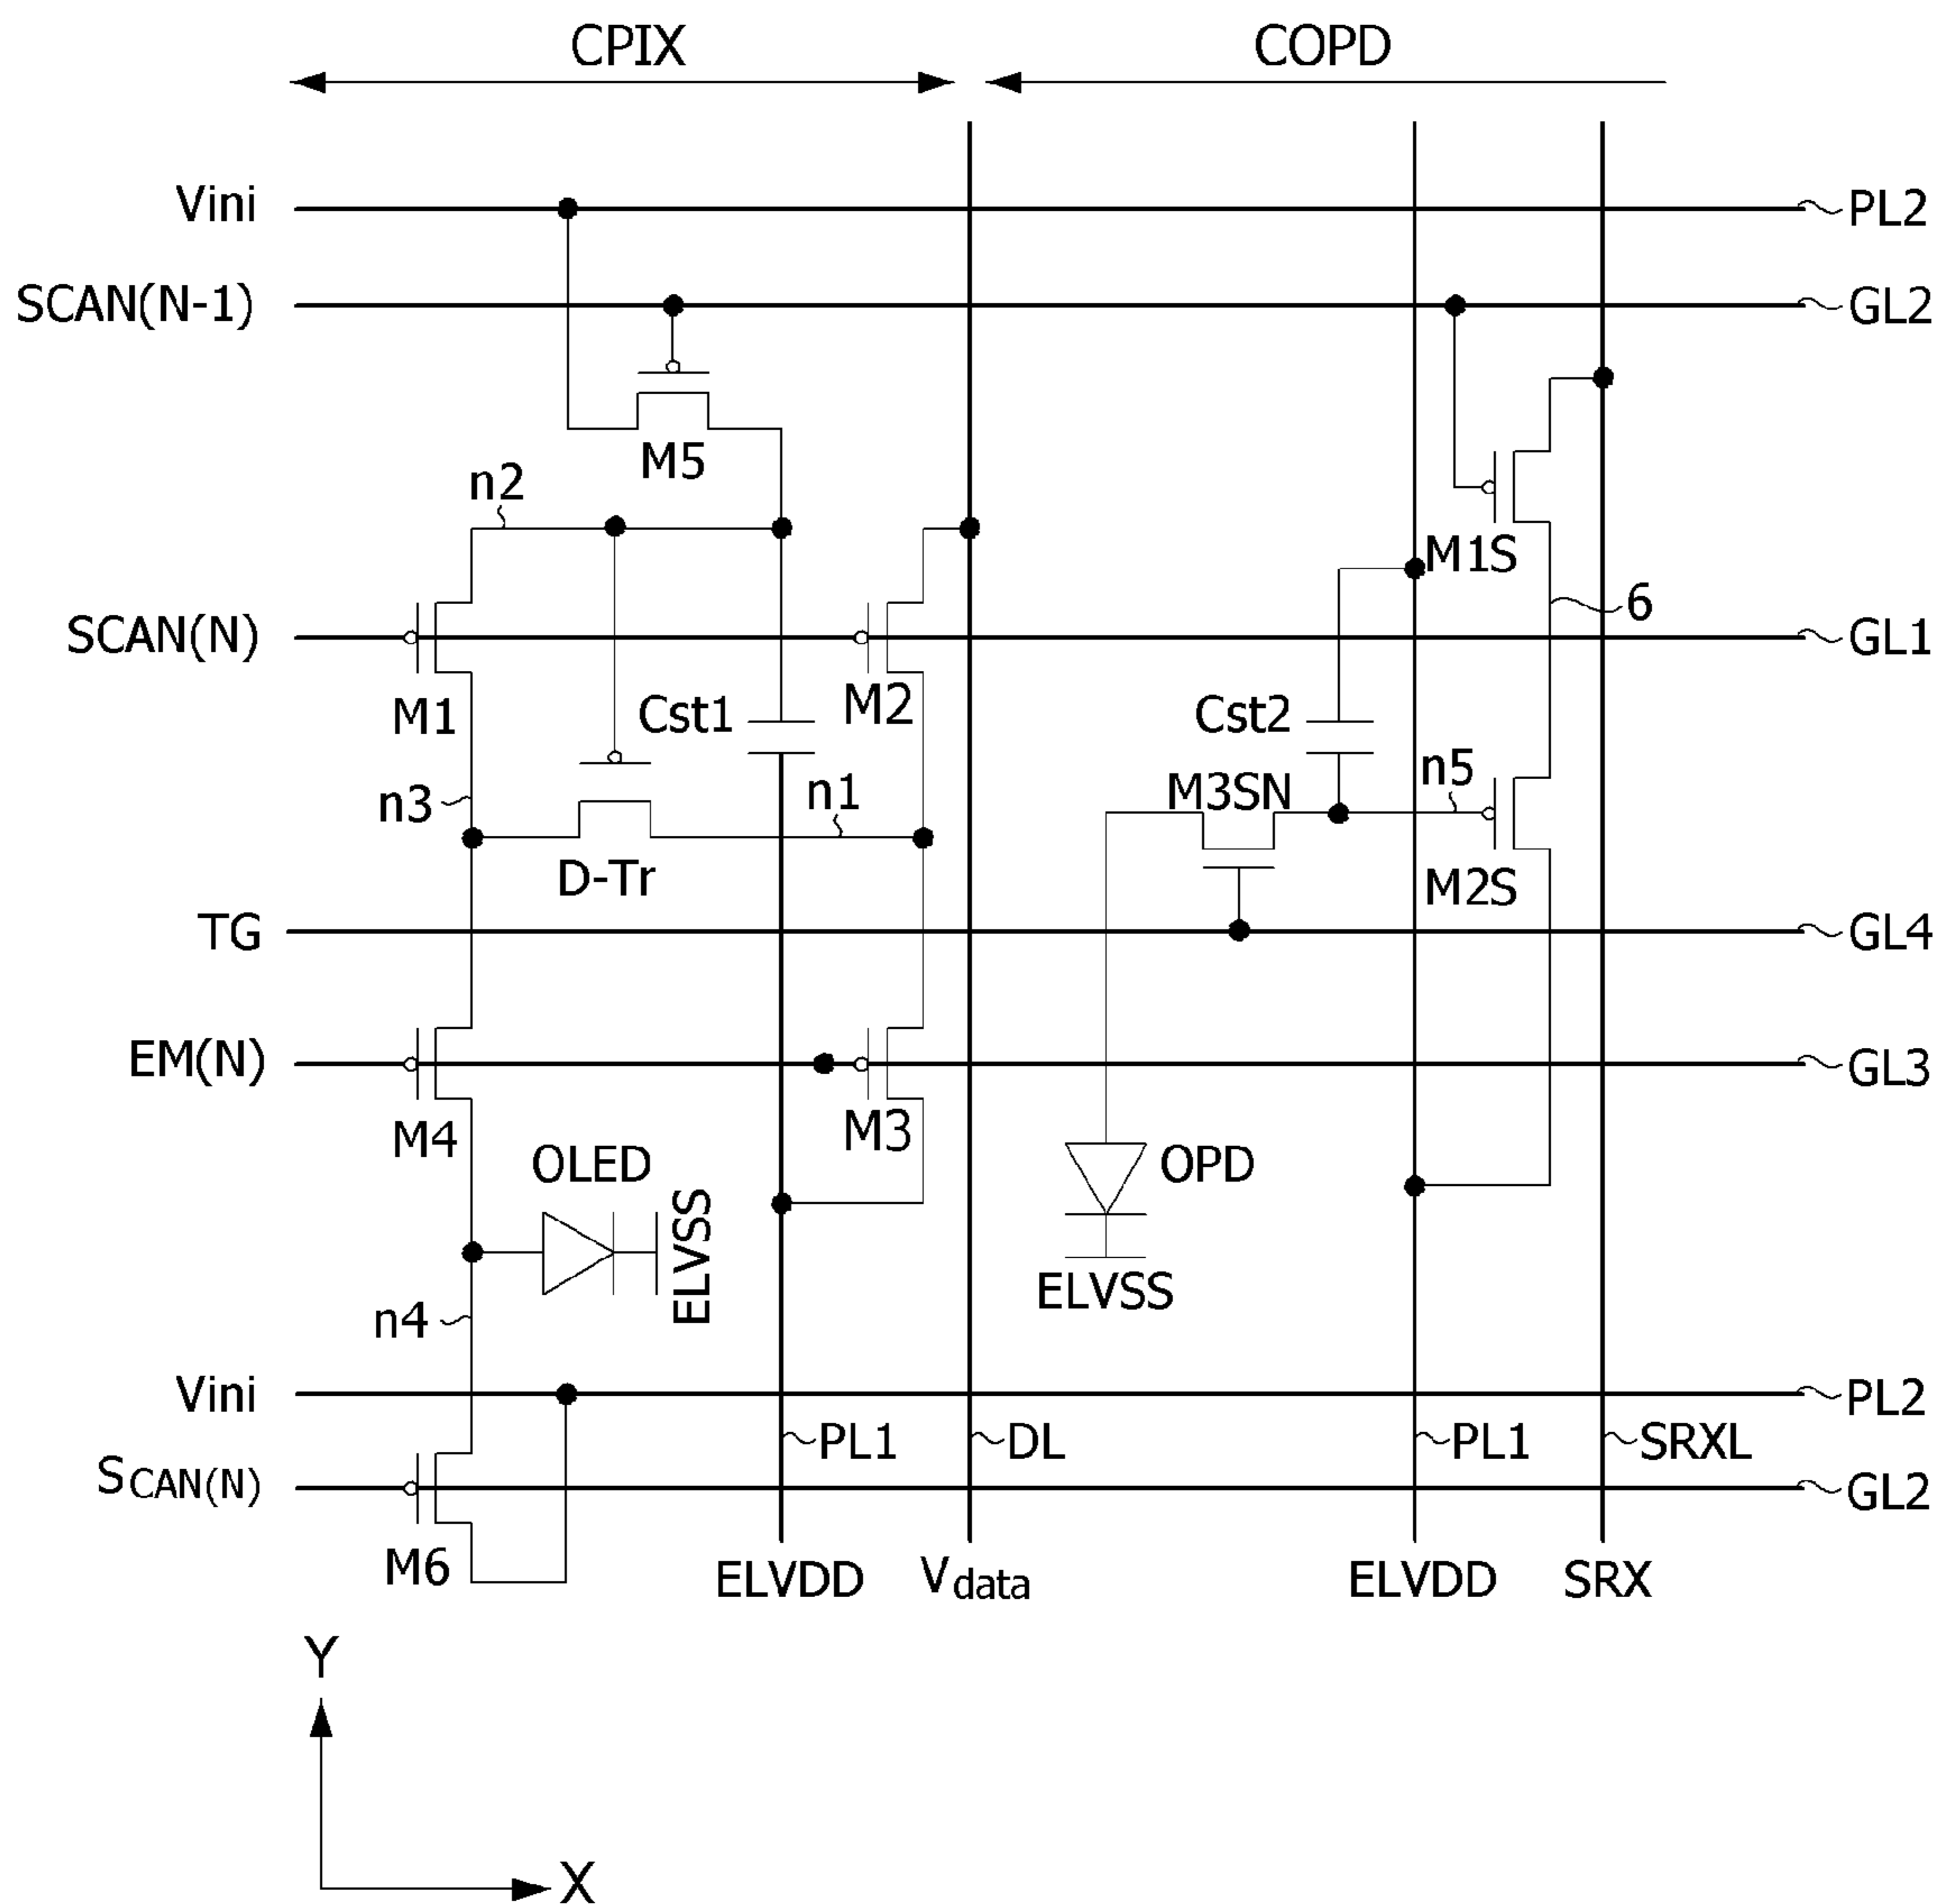 CPIX COPD
Vini PL2
SCAN(N-1) GL2
M5
n2
M1S
6
SCAN(N) GL1
M1 Cst1 M2 Cst2
n3 n1 M3SN n5
D-Tr M2S
TG GL4
EM(N) GL3
M4 M3
OLED ELVSS OPD
ELVSS
n4
Vini PL2
PL1 DL PL1 SRXL
SCAN(N) GL2
M6 ELVDD Vdata ELVDD SRX
Y
X